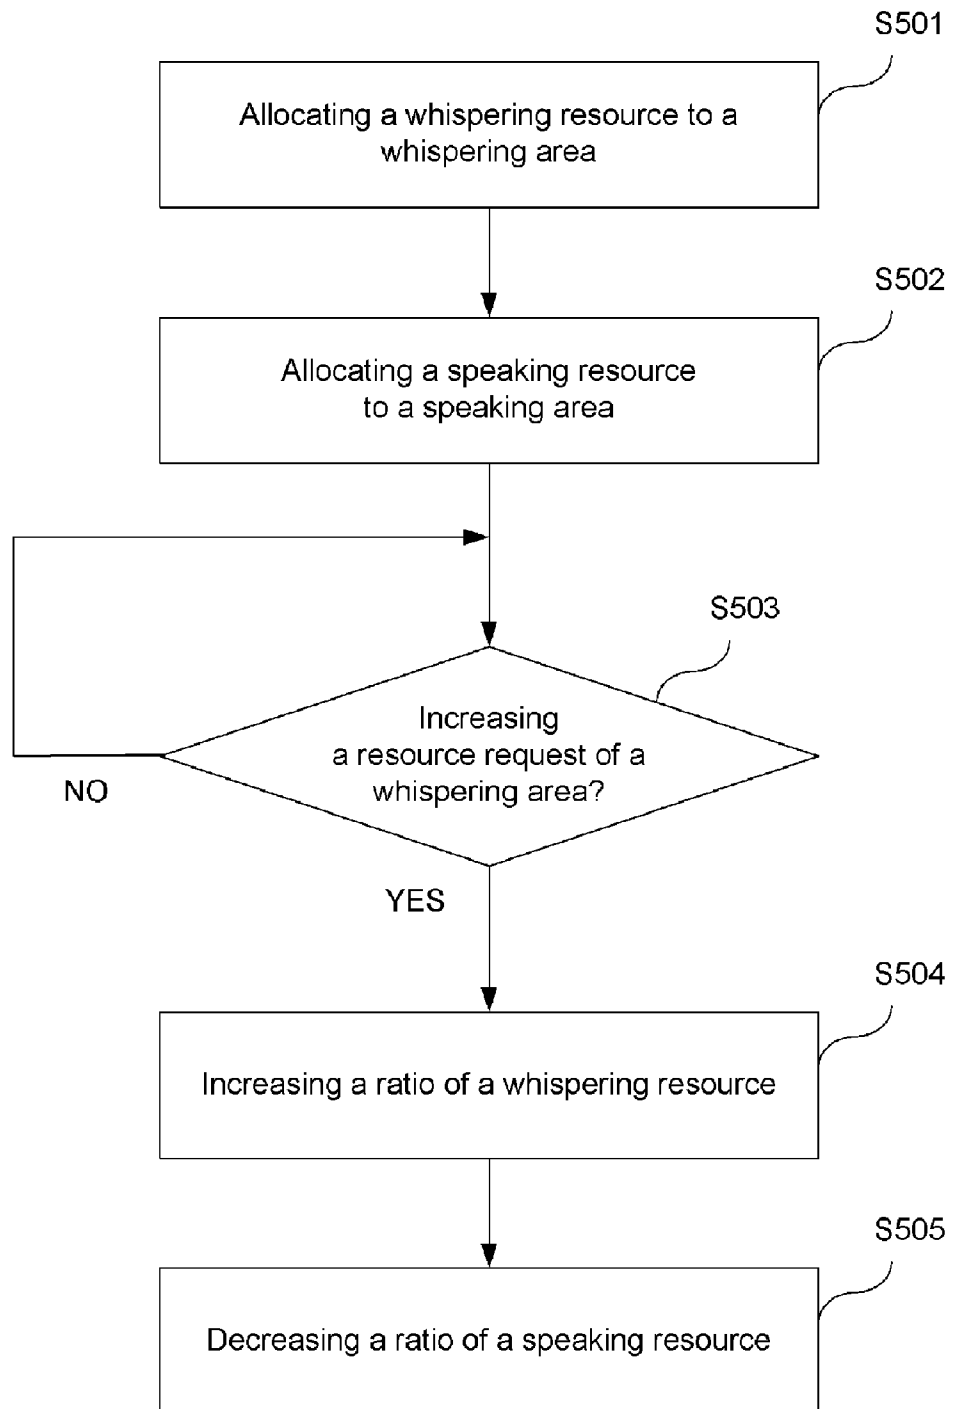 S501
Allocating a whispering resource to a
whispering area
S502
Allocating a speaking resource
to a speaking area
S503
Increasing
a resource request of a
whispering area?
NO
YES
S504
Increasing a ratio of a whispering resource
S505
Decreasing a ratio of a speaking resource